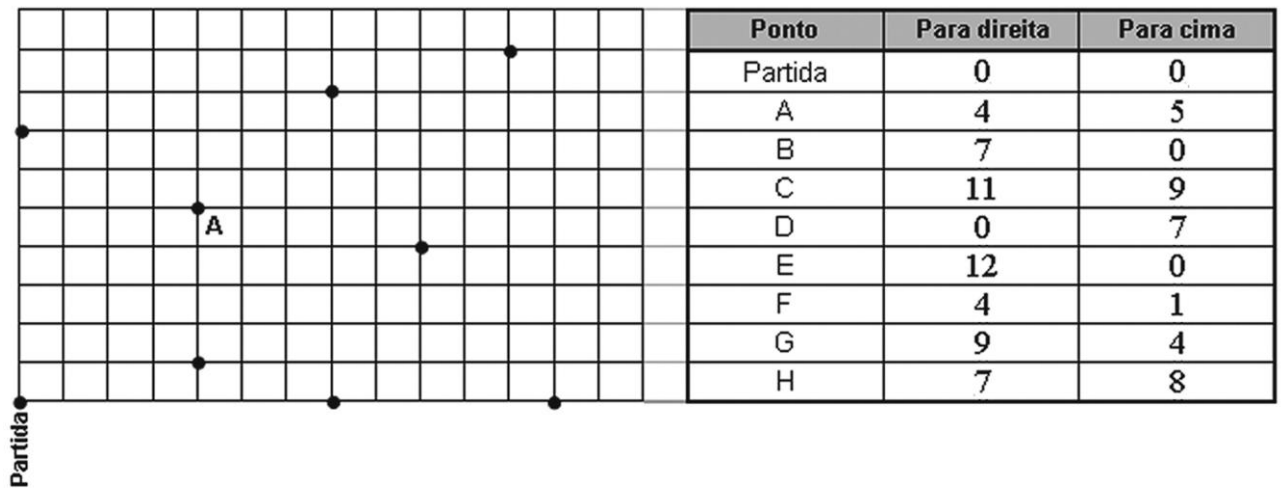 Ponto Para direita Para cima
Partida 0 0
A 4 5
B 7 0
C 11 9
D 0 7
E 12 0
F 4 1
G 9 4
H 7 8
A
Partida